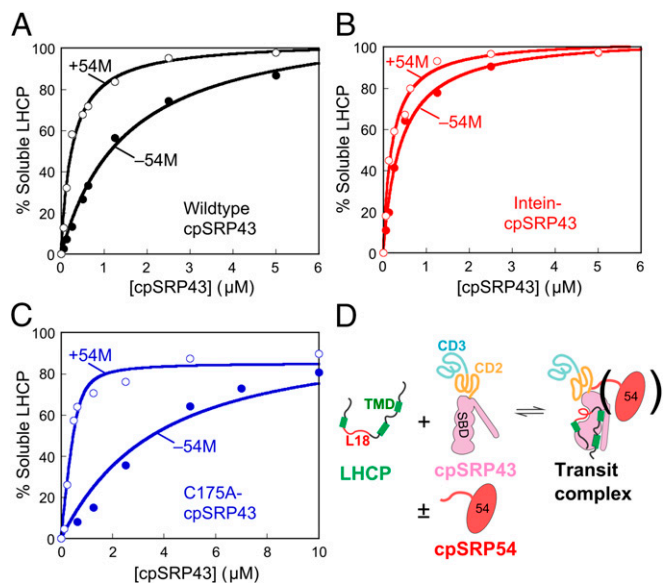 A
100
80
60
40
20
0
% Soluble LHCP
+54M
–54M
Wildtype
cpSRP43
0 1 2 3 4 5 6
[cpSRP43] (µM)
B
100
80
60
40
20
0
% Soluble LHCP
+54M
–54M
Intein-
cpSRP43
0 1 2 3 4 5 6
[cpSRP43] (µM)
C
100
80
60
40
20
0
% Soluble LHCP
+54M
–54M
C175A-
cpSRP43
0 2 4 6 8 10
[cpSRP43] (µM)
D
CD3
CD2
TMD
L18
LHCP
+
SBD
cpSRP43
±
54
cpSRP54
⇌
( 54 )
Transit
complex